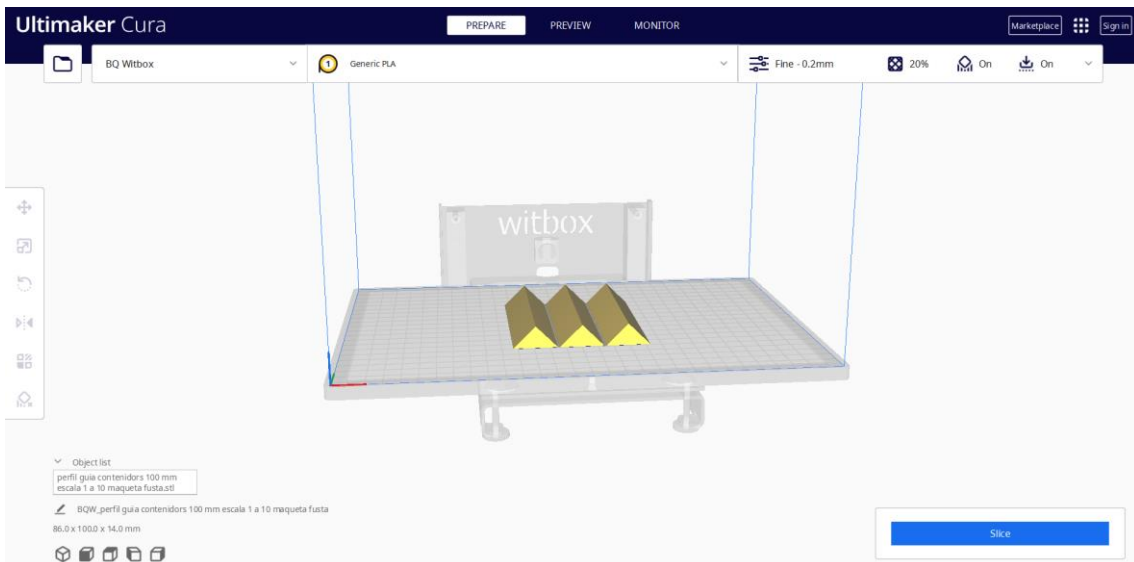 Ultimaker Cura
PREPARE
PREVIEW
MONITOR
Marketplace
Sign in
BQ Witbox
1
Generic PLA
Fine - 0.2mm
20%
On
On
witbox
Object list
perfil guia contenidors 100 mm
escala 1 a 10 maqueta fusta.stl
BQW_perfil guia contenidors 100 mm escala 1 a 10 maqueta fusta
86.0 x 100.0 x 14.0 mm
Slice